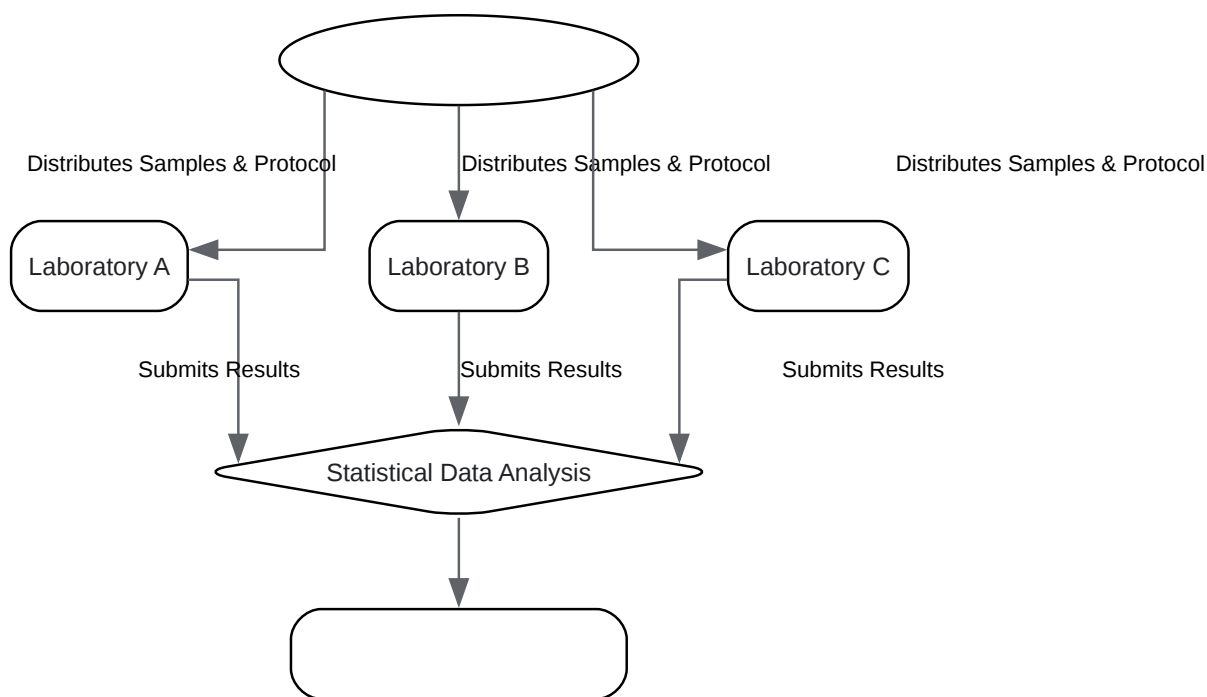 Distributes Samples & Protocol
Distributes Samples & Protocol
Distributes Samples & Protocol
Laboratory A
Laboratory B
Laboratory C
Submits Results
Submits Results
Submits Results
Statistical Data Analysis